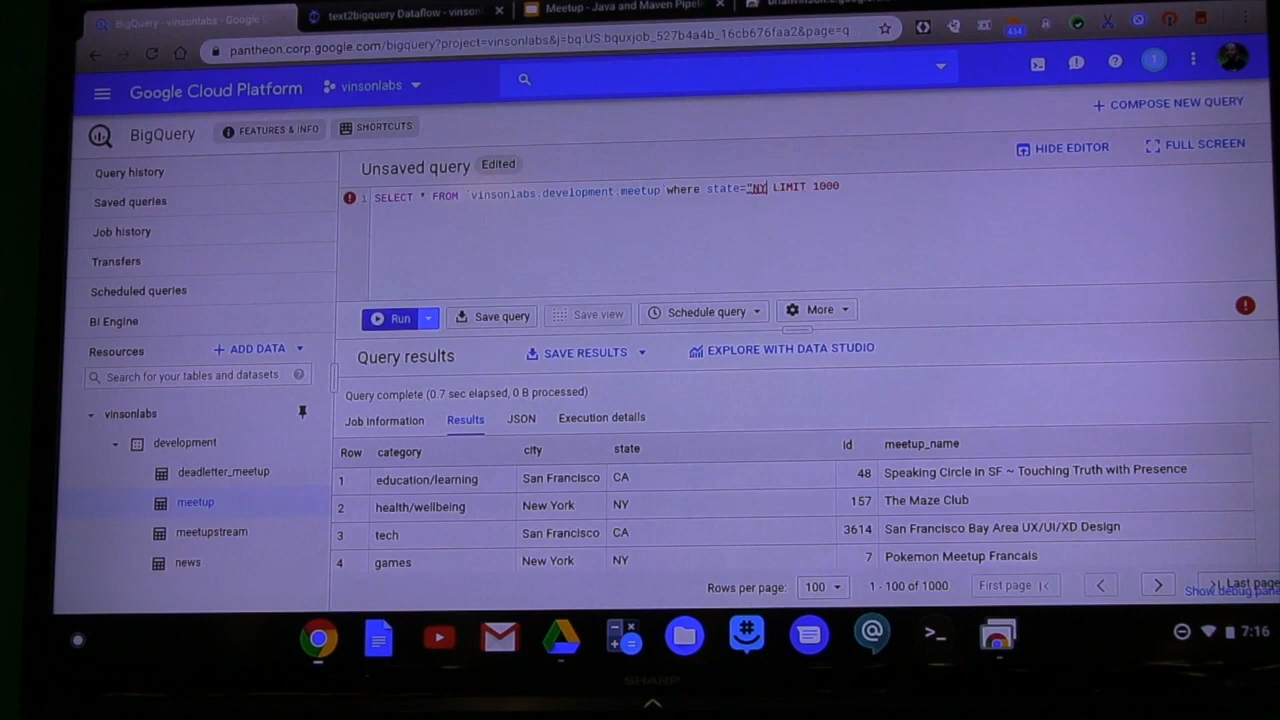 BigQuery - vinsonlabs - Google C
text2bigquery Dataflow - vinson
Meetup - Java and Maven Pipel
pantheon.corp.google.com/bigquery?project=vinsonlabs&j=bq:US:bquxjob_527b4a4b_16cb676faa2&page=q
434
Google Cloud Platform
vinsonlabs
1
BigQuery
FEATURES & INFO
SHORTCUTS
+ COMPOSE NEW QUERY
Query history
Unsaved query
Edited
HIDE EDITOR
FULL SCREEN
Saved queries
1 SELECT * FROM `vinsonlabs.development.meetup`where state="NY LIMIT 1000
Job history
Transfers
Scheduled queries
BI Engine
Run
Save query
Save view
Schedule query
More
Resources
+ ADD DATA
Query results
SAVE RESULTS
EXPLORE WITH DATA STUDIO
Search for your tables and datasets
Query complete (0.7 sec elapsed, 0 B processed)
vinsonlabs
Job information
Results
JSON
Execution details
development
Row category city state id meetup_name
deadletter_meetup
1 education/learning San Francisco CA 48 Speaking Circle in SF ~ Touching Truth with Presence
meetup
2 health/wellbeing New York NY 157 The Maze Club
meetupstream
3 tech San Francisco CA 3614 San Francisco Bay Area UX/UI/XD Design
news
4 games New York NY 7 Pokemon Meetup Francais
Rows per page: 100 1 - 100 of 1000 First page |< < > >| Last page
Show debug pane
7:16
SHARP